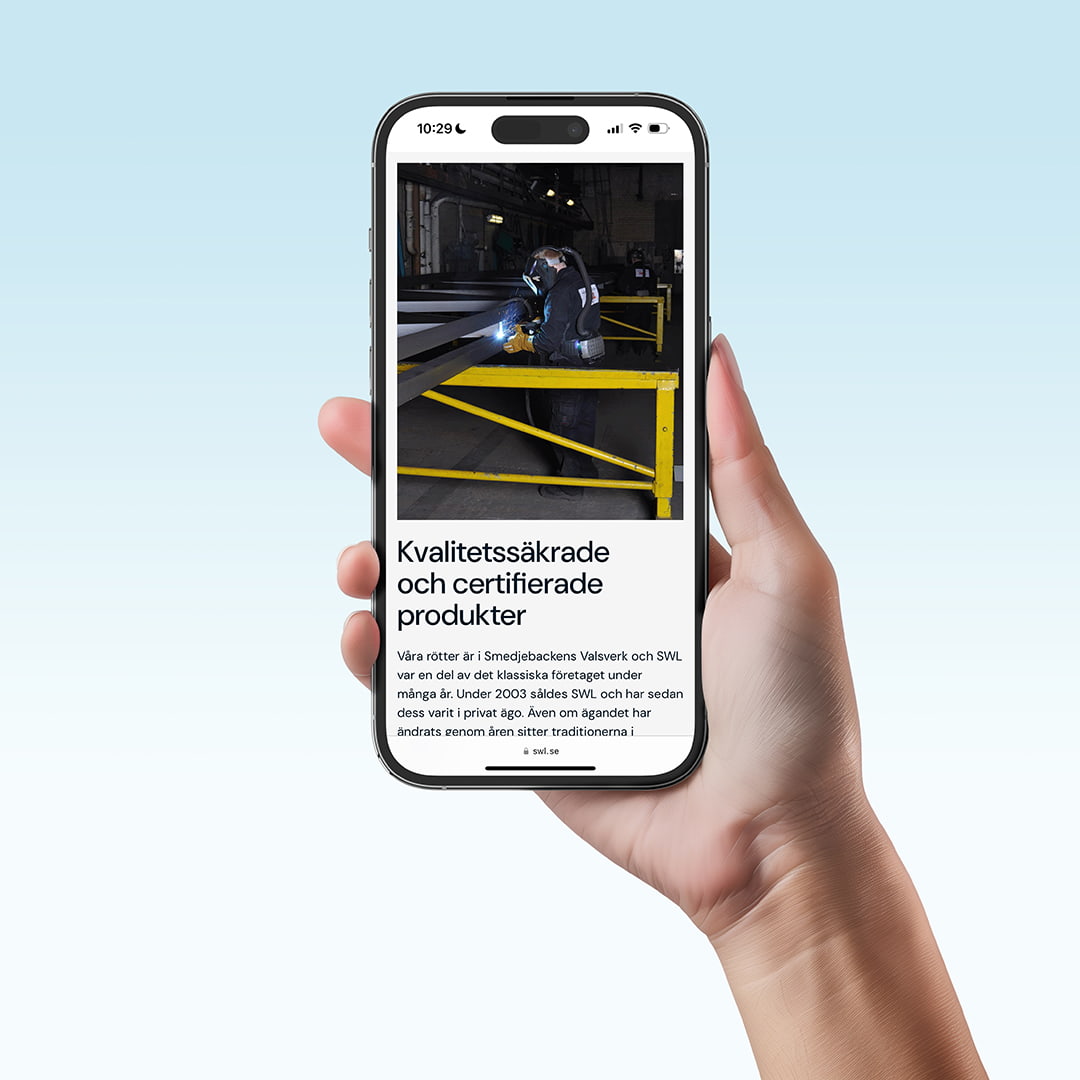 10:29
Kvalitetssäkrade
och certifierade
produkter
Våra rötter är i Smedjebackens Valsverk och SWL
var en del av det klassiska företaget under
många år. Under 2003 såldes SWL och har sedan
dess varit i privat ägo. Även om ägandet har
ändrats genom åren sitter traditionerna i
swl.se